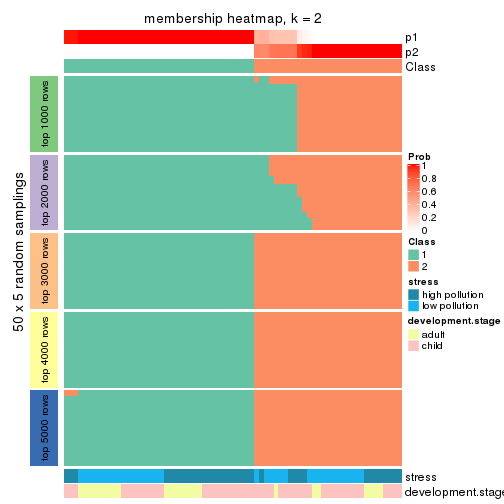 membership heatmap, k = 2
p1
p2
Class
50 x 5 random samplings
top 1000 rows
top 2000 rows
top 3000 rows
top 4000 rows
top 5000 rows
stress
development.stage
Prob
1
0.8
0.6
0.4
0.2
0
Class
1
2
stress
high pollution
low pollution
development.stage
adult
child